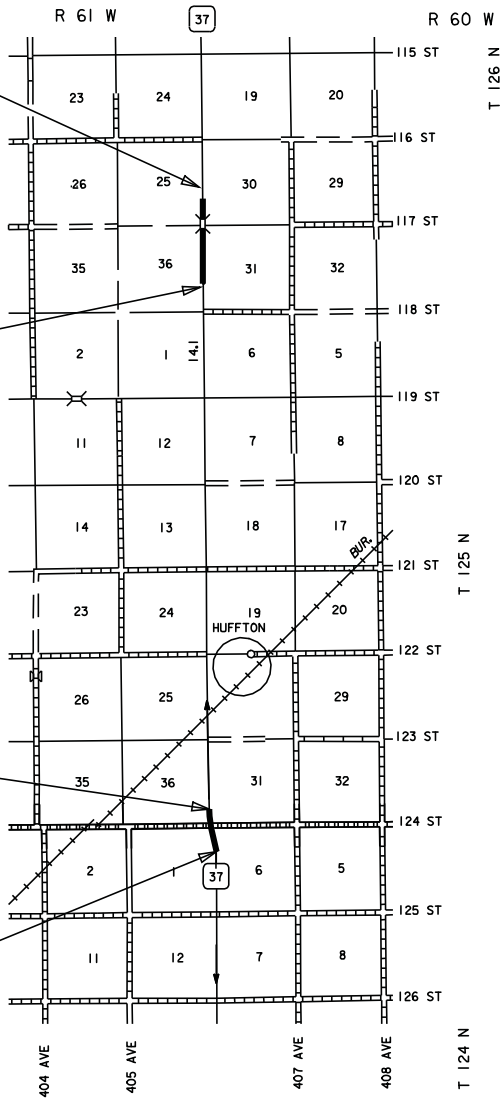 R 61 W 37 R 60 W
115 ST
T 126 N
23 24 19 20
116 ST
26 25 30 29
117 ST
35 36 31 32
118 ST
2 1 14.1 6 5
119 ST
11 12 7 8
120 ST
14 13 18 17
BUR.
121 ST
T 125 N
23 24 19 20
HUFFTON
122 ST
26 25 29
123 ST
35 36 31 32
124 ST
2 1 6 5
37
125 ST
11 12 7 8
126 ST
404 AVE
405 AVE
407 AVE
408 AVE
T 124 N